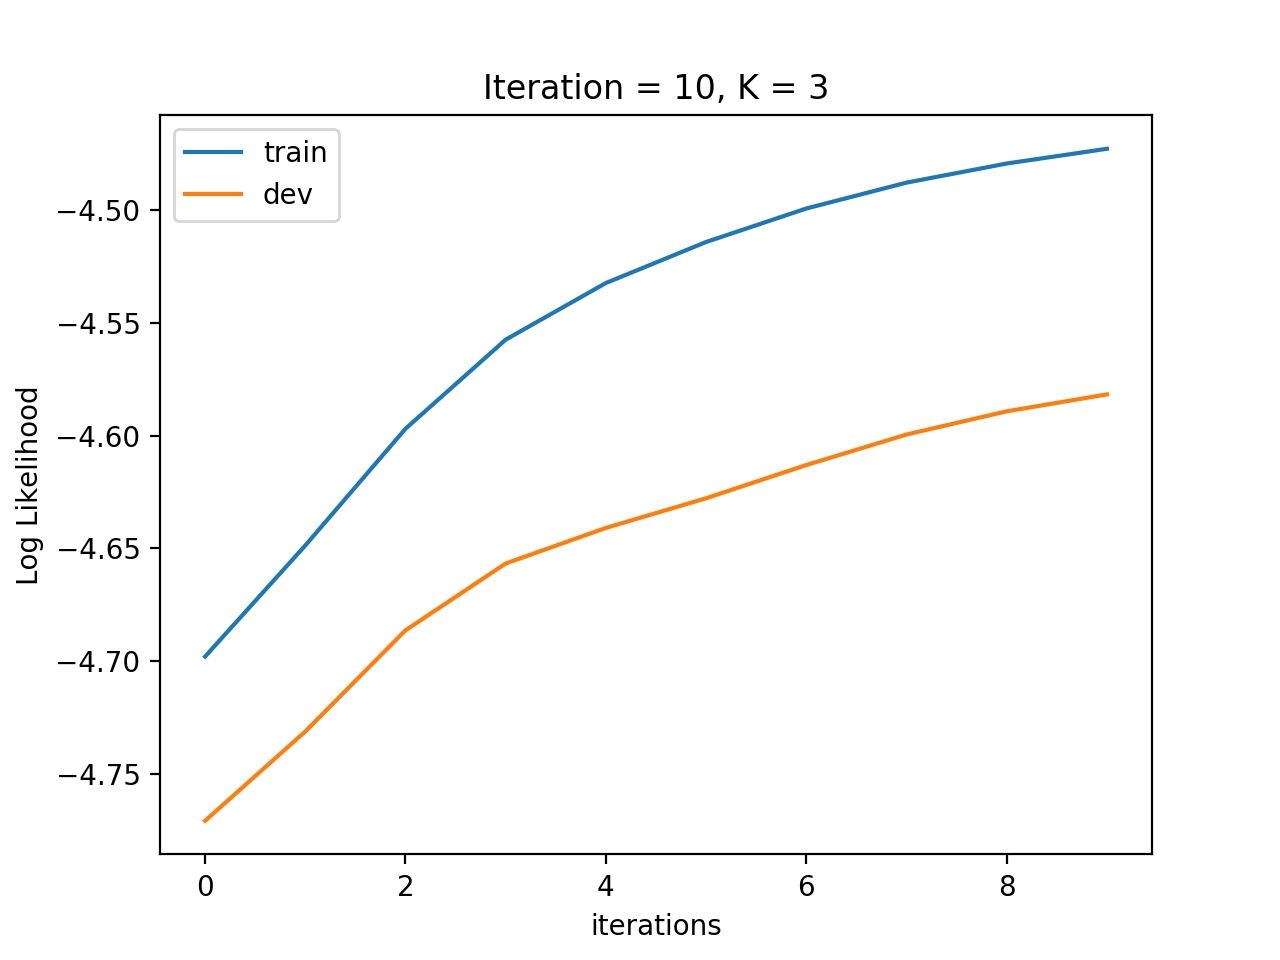 Iteration = 10, K = 3
train
dev
−4.50
−4.55
−4.60
−4.65
−4.70
−4.75
Log Likelihood
0 2 4 6 8
iterations